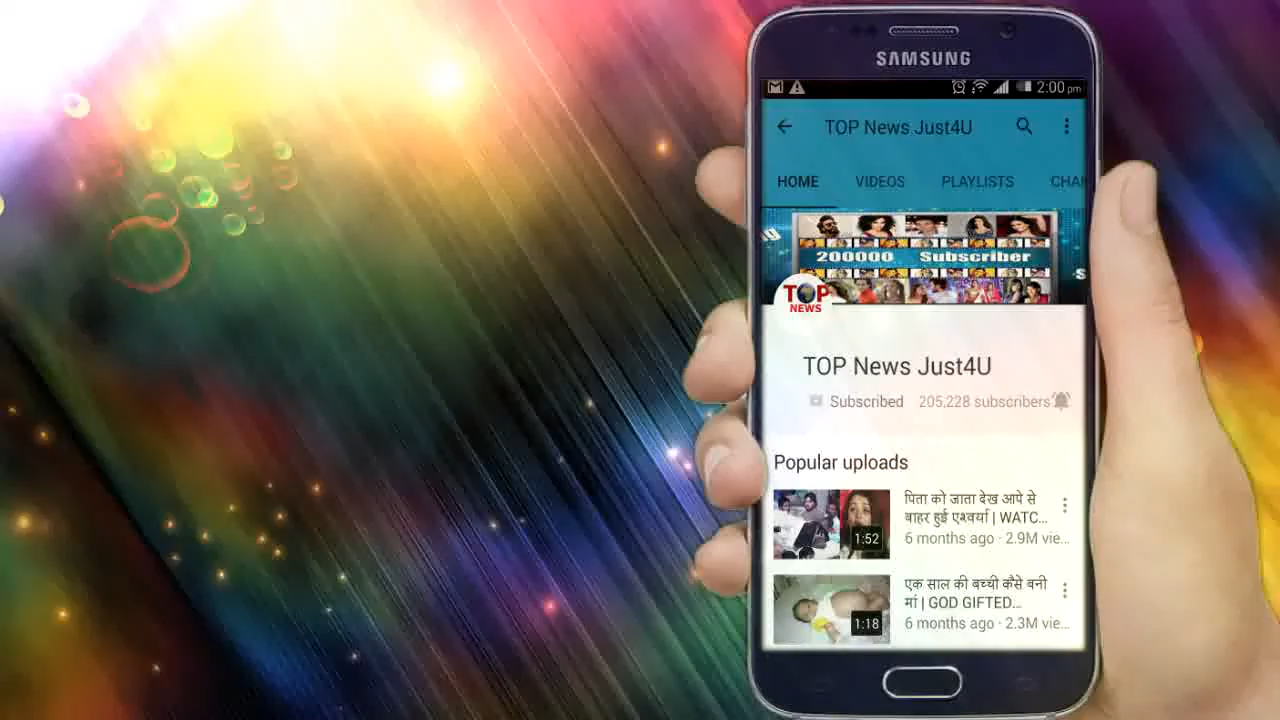 SAMSUNG
2:00 pm
TOP News Just4U
HOME VIDEOS PLAYLISTS CHA
200000 Subscriber
TOP
NEWS
TOP News Just4U
Subscribed 205,228 subscribers
Popular uploads
पिता को जाता देख आपे से
बाहर हुई एश्वर्या | WATC...
1:52
6 months ago · 2.9M vie...
एक साल की बच्ची कैसे बनी
मां | GOD GIFTED...
1:18
6 months ago · 2.3M vie...